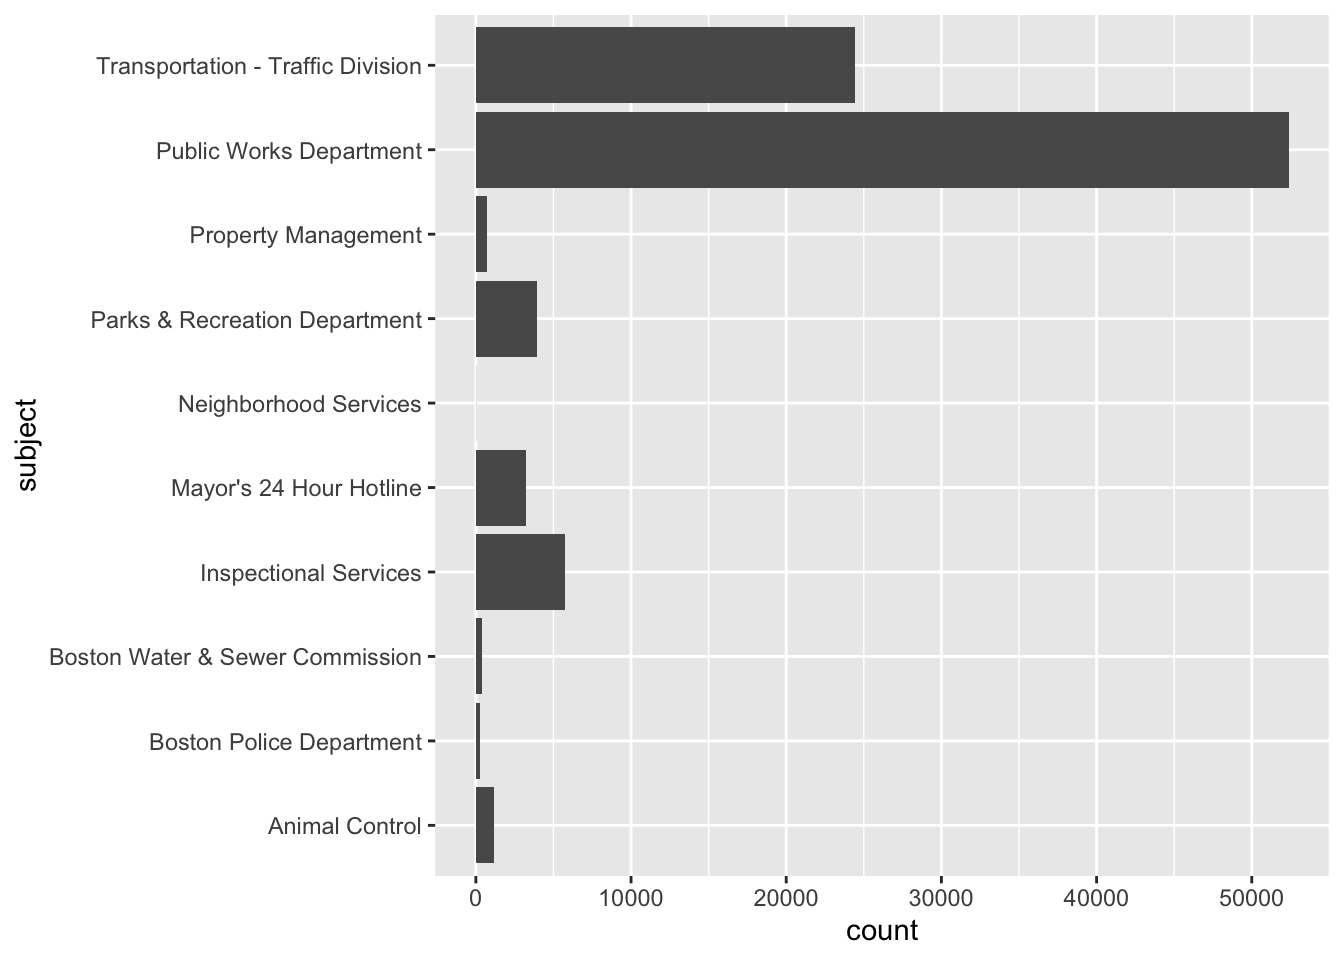 Transportation - Traffic Division
Public Works Department
Property Management
Parks & Recreation Department
Neighborhood Services
Mayor's 24 Hour Hotline
Inspectional Services
Boston Water & Sewer Commission
Boston Police Department
Animal Control
subject
0 10000 20000 30000 40000 50000
count